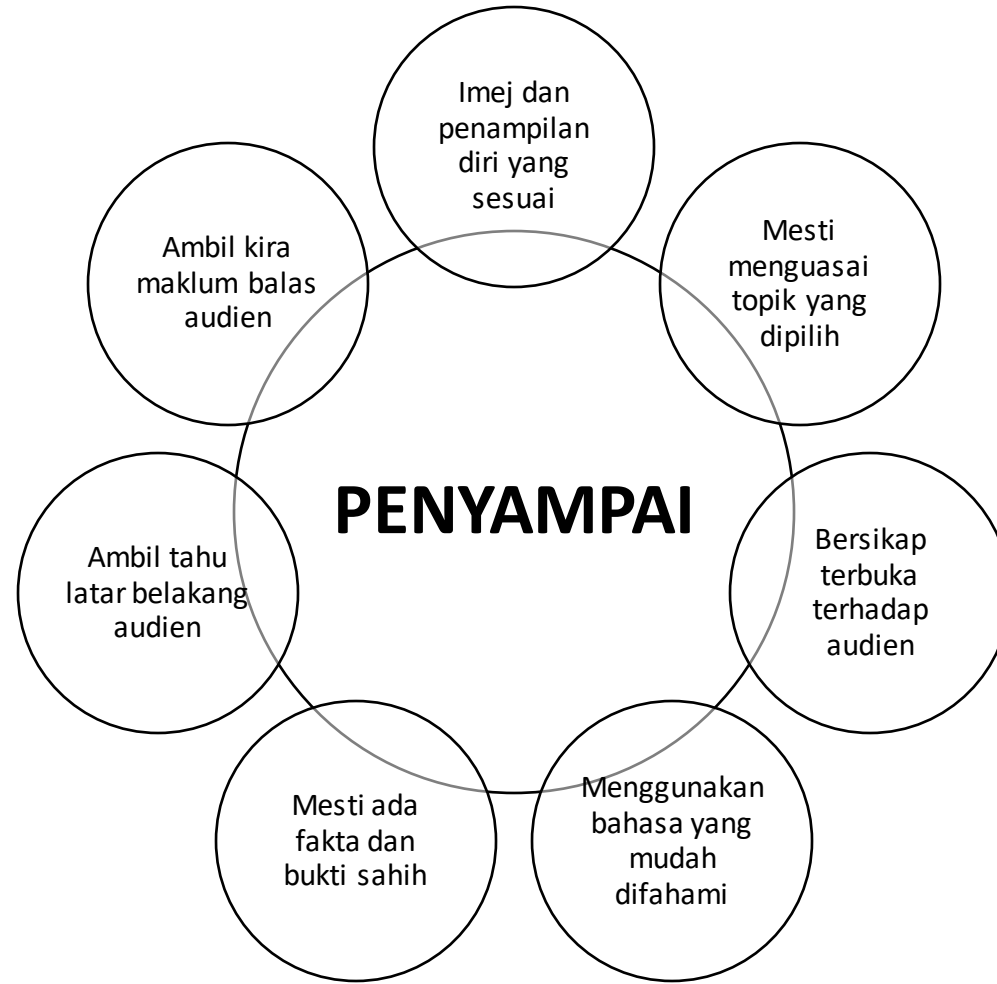 Imej dan
penampilan
diri yang
sesuai
Mesti
menguasai
topik yang
dipilih
Bersikap
terbuka
terhadap
audien
Menggunakan
bahasa yang
mudah
difahami
Mesti ada
fakta dan
bukti sahih
Ambil tahu
latar belakang
audien
Ambil kira
maklum balas
audien
PENYAMPAI